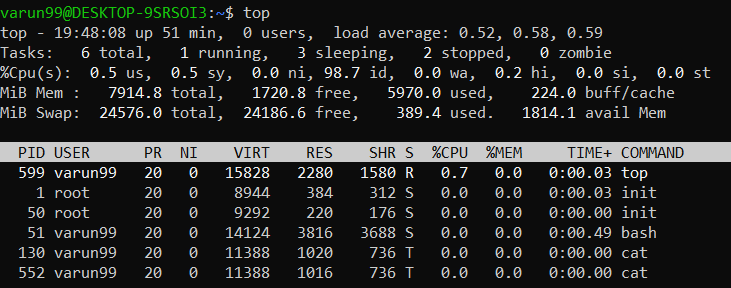 varun99@DESKTOP-9SRSOI3:~$ top
top - 19:48:08 up 51 min,  0 users,  load average: 0.52, 0.58, 0.59
Tasks:   6 total,   1 running,   3 sleeping,   2 stopped,   0 zombie
%Cpu(s):  0.5 us,  0.5 sy,  0.0 ni, 98.7 id,  0.0 wa,  0.2 hi,  0.0 si,  0.0 st
MiB Mem :   7914.8 total,   1720.8 free,   5970.0 used,    224.0 buff/cache
MiB Swap:  24576.0 total,  24186.6 free,    389.4 used.   1814.1 avail Mem
  PID USER      PR  NI    VIRT    RES    SHR S  %CPU  %MEM     TIME+ COMMAND
  599 varun99   20   0   15828   2280   1580 R   0.7   0.0   0:00.03 top
    1 root      20   0    8944    384    312 S   0.0   0.0   0:00.03 init
   50 root      20   0    9292    220    176 S   0.0   0.0   0:00.00 init
   51 varun99   20   0   14124   3816   3688 S   0.0   0.0   0:00.49 bash
  130 varun99   20   0   11388   1020    736 T   0.0   0.0   0:00.00 cat
  552 varun99   20   0   11388   1016    736 T   0.0   0.0   0:00.00 cat